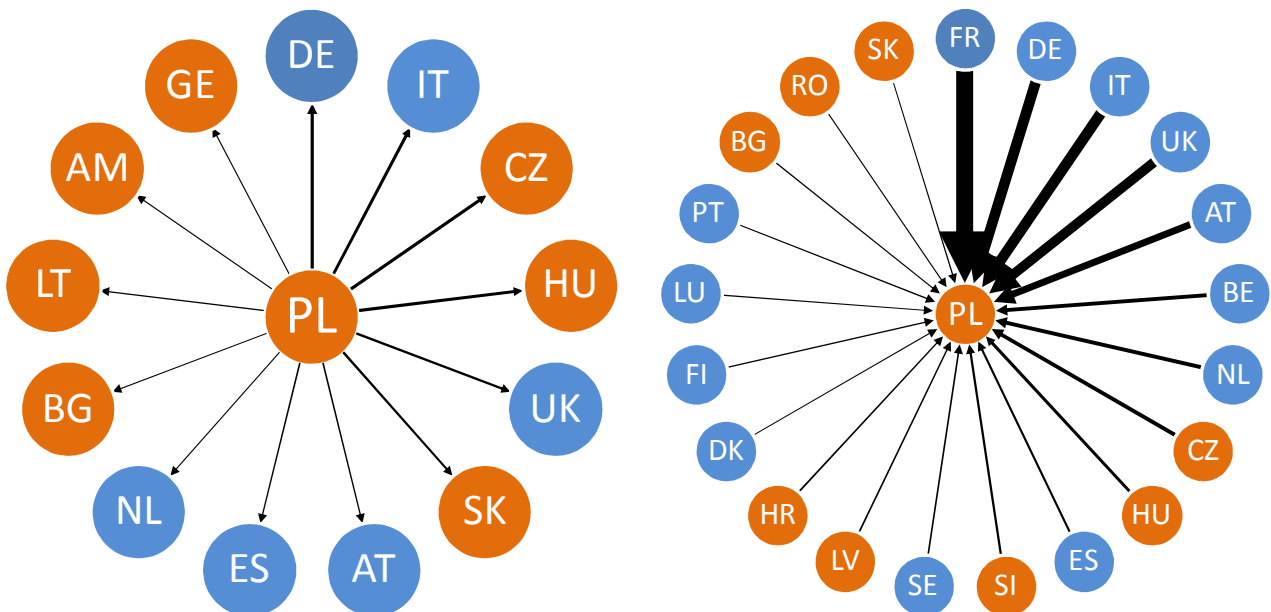 DE
IT
CZ
HU
UK
SK
AT
ES
NL
BG
LT
AM
GE
PL
FR
DE
IT
UK
AT
BE
NL
CZ
HU
ES
SI
SE
LV
HR
DK
FI
LU
PT
BG
RO
SK
PL